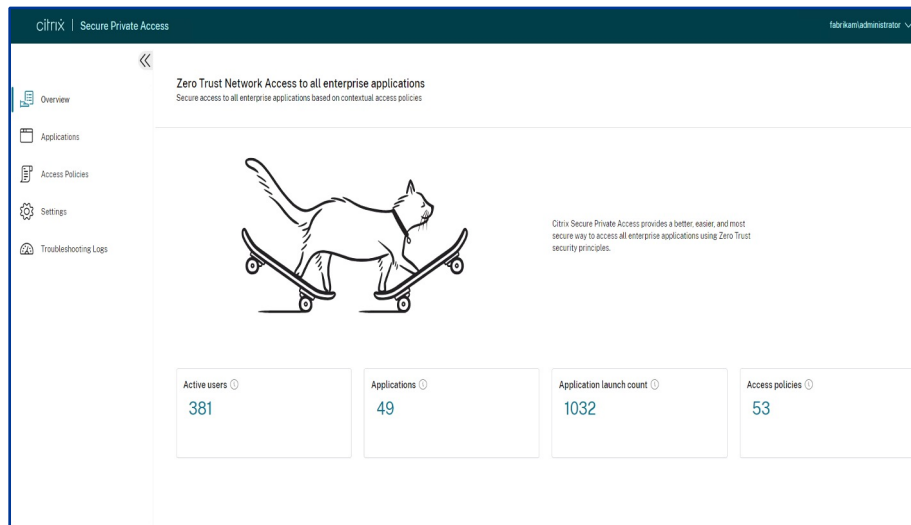 citrix | Secure Private Access
fabrikam\administrator
Overview
Applications
Access Policies
Settings
Troubleshooting Logs
Zero Trust Network Access to all enterprise applications
Secure access to all enterprise applications based on contextual access policies
Citrix Secure Private Access provides a better, easier, and most
secure way to access all enterprise applications using Zero Trust
security principles.
Active users
381
Applications
49
Application launch count
1032
Access policies
53